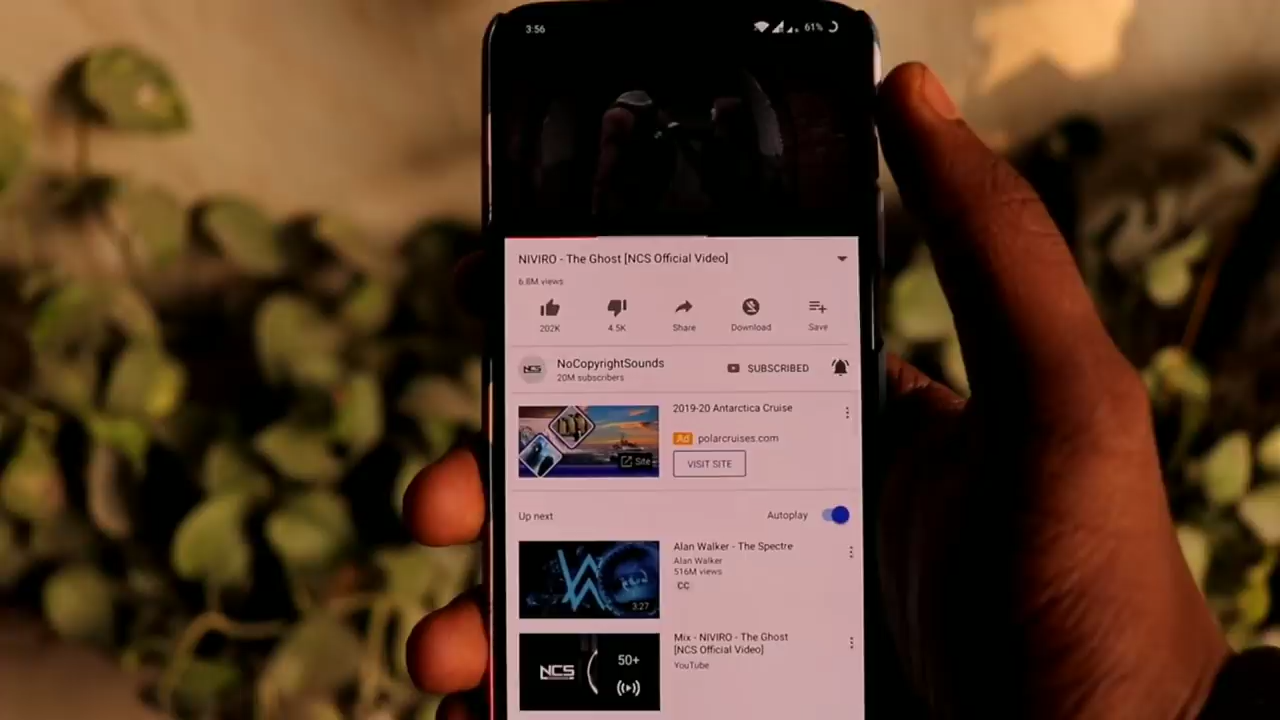 3:56
61%
NIVIRO - The Ghost [NCS Official Video]
6.8M views
202K
4.5K
Share
Download
Save
NCS
NoCopyrightSounds
20M subscribers
SUBSCRIBED
2019-20 Antarctica Cruise
Ad polarcruises.com
Site
VISIT SITE
Up next
Autoplay
Alan Walker - The Spectre
Alan Walker
516M views
CC
3:27
Mix - NIVIRO - The Ghost
[NCS Official Video]
YouTube
NCS
50+